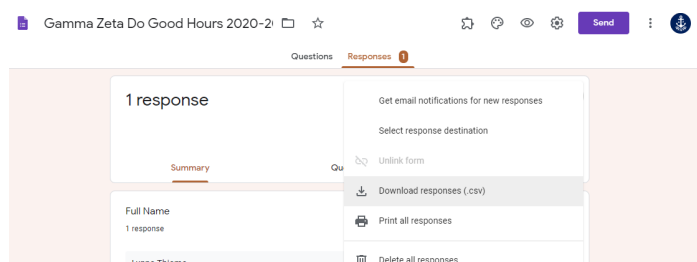 Gamma Zeta Do Good Hours 2020-2
Send
Questions Responses 1
1 response
Get email notifications for new responses
Select response destination
Unlink form
Summary
Qu
Download responses (.csv)
Full Name
1 response
Print all responses
Delete all responses